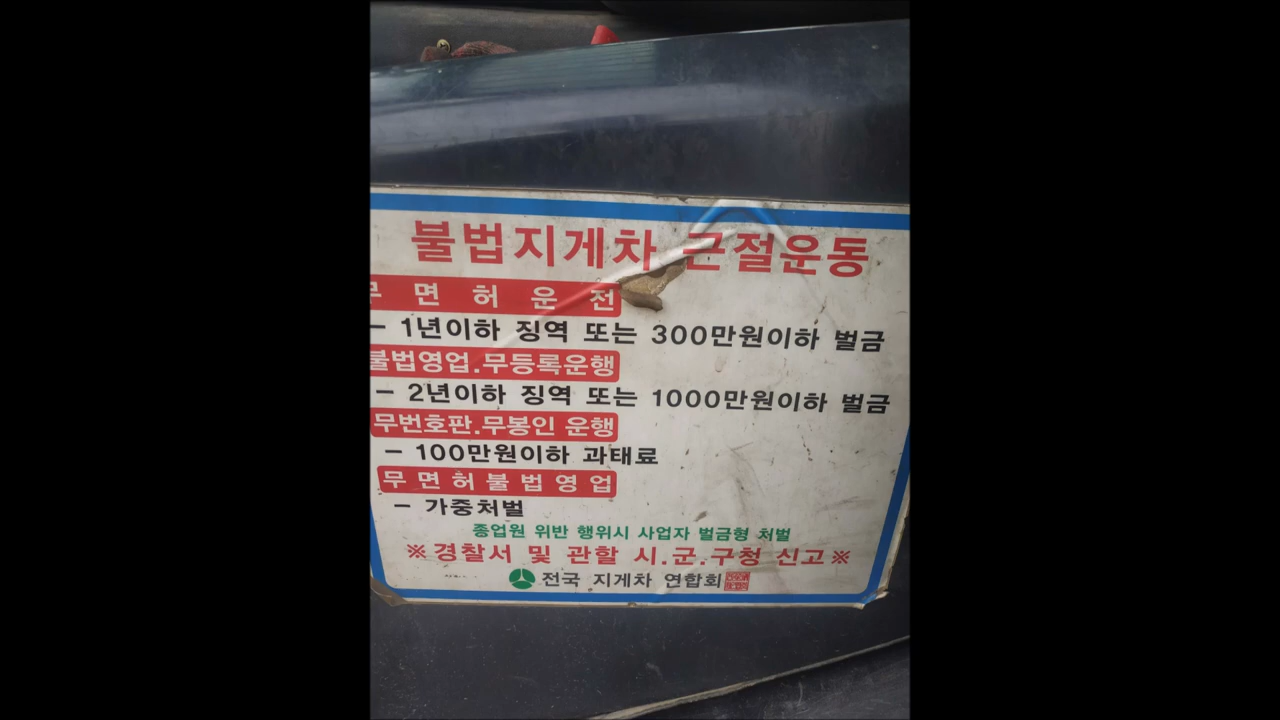 불법지게차 근절운동
무 면 허 운 전
- 1년이하 징역 또는 300만원이하 벌금
불법영업.무등록운행
- 2년이하 징역 또는 1000만원이하 벌금
무번호판.무봉인 운행
- 100만원이하 과태료
무 면 허 불 법 영 업
- 가중처벌
종업원 위반 행위시 사업자 벌금형 처벌
※경찰서 및 관할 시.군.구청 신고※
전국 지게차 연합회